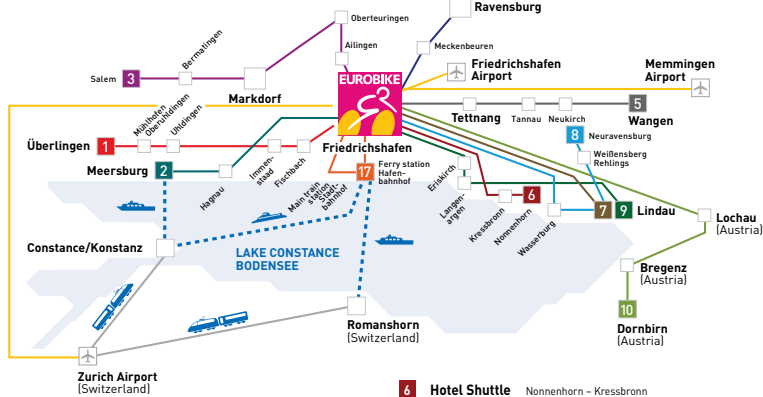 Ravensburg
Oberteuringen
Meckenbeuren
Ailingen
Bermatingen
Salem 3
Markdorf
EUROBIKE
Friedrichshafen
Airport
Memmingen
Airport
Mühlhofen
Oberuhldingen
Uhldingen
Tettnang
Tannau
Neukirch
5
Wangen
8 Neuravensburg
Überlingen 1
Friedrichshafen
Weißensberg
Rehlings
Meersburg 2
Immen-
staad
Fischbach
17
Ferry station
Hafen-
bahnhof
Main train
station
Stadt-
bahnhof
Hagnau
Eriskirch
Langen-
argen
Kressbronn
6
Nonnenhorn
Wasserburg
7 9 Lindau
Lochau
(Austria)
Constance/Konstanz
LAKE CONSTANCE
BODENSEE
Bregenz
(Austria)
10
Dornbirn
(Austria)
Romanshorn
(Switzerland)
Zurich Airport
(Switzerland)
6 Hotel Shuttle Nonnenhorn – Kressbronn